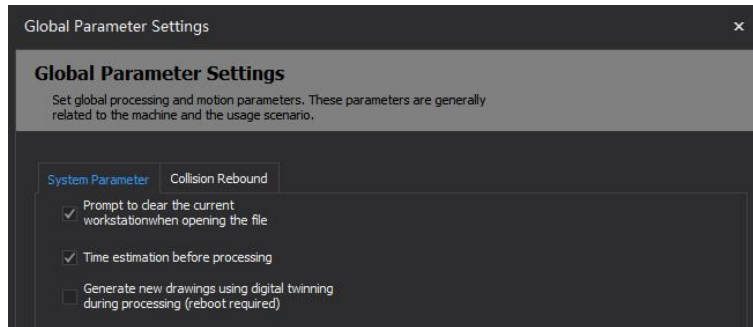 Global Parameter Settings
Global Parameter Settings
Set global processing and motion parameters. These parameters are generally
related to the machine and the usage scenario.
System Parameter Collision Rebound
Prompt to clear the current
workstationwhen opening the file
Time estimation before processing
Generate new drawings using digital twinning
during processing (reboot required)